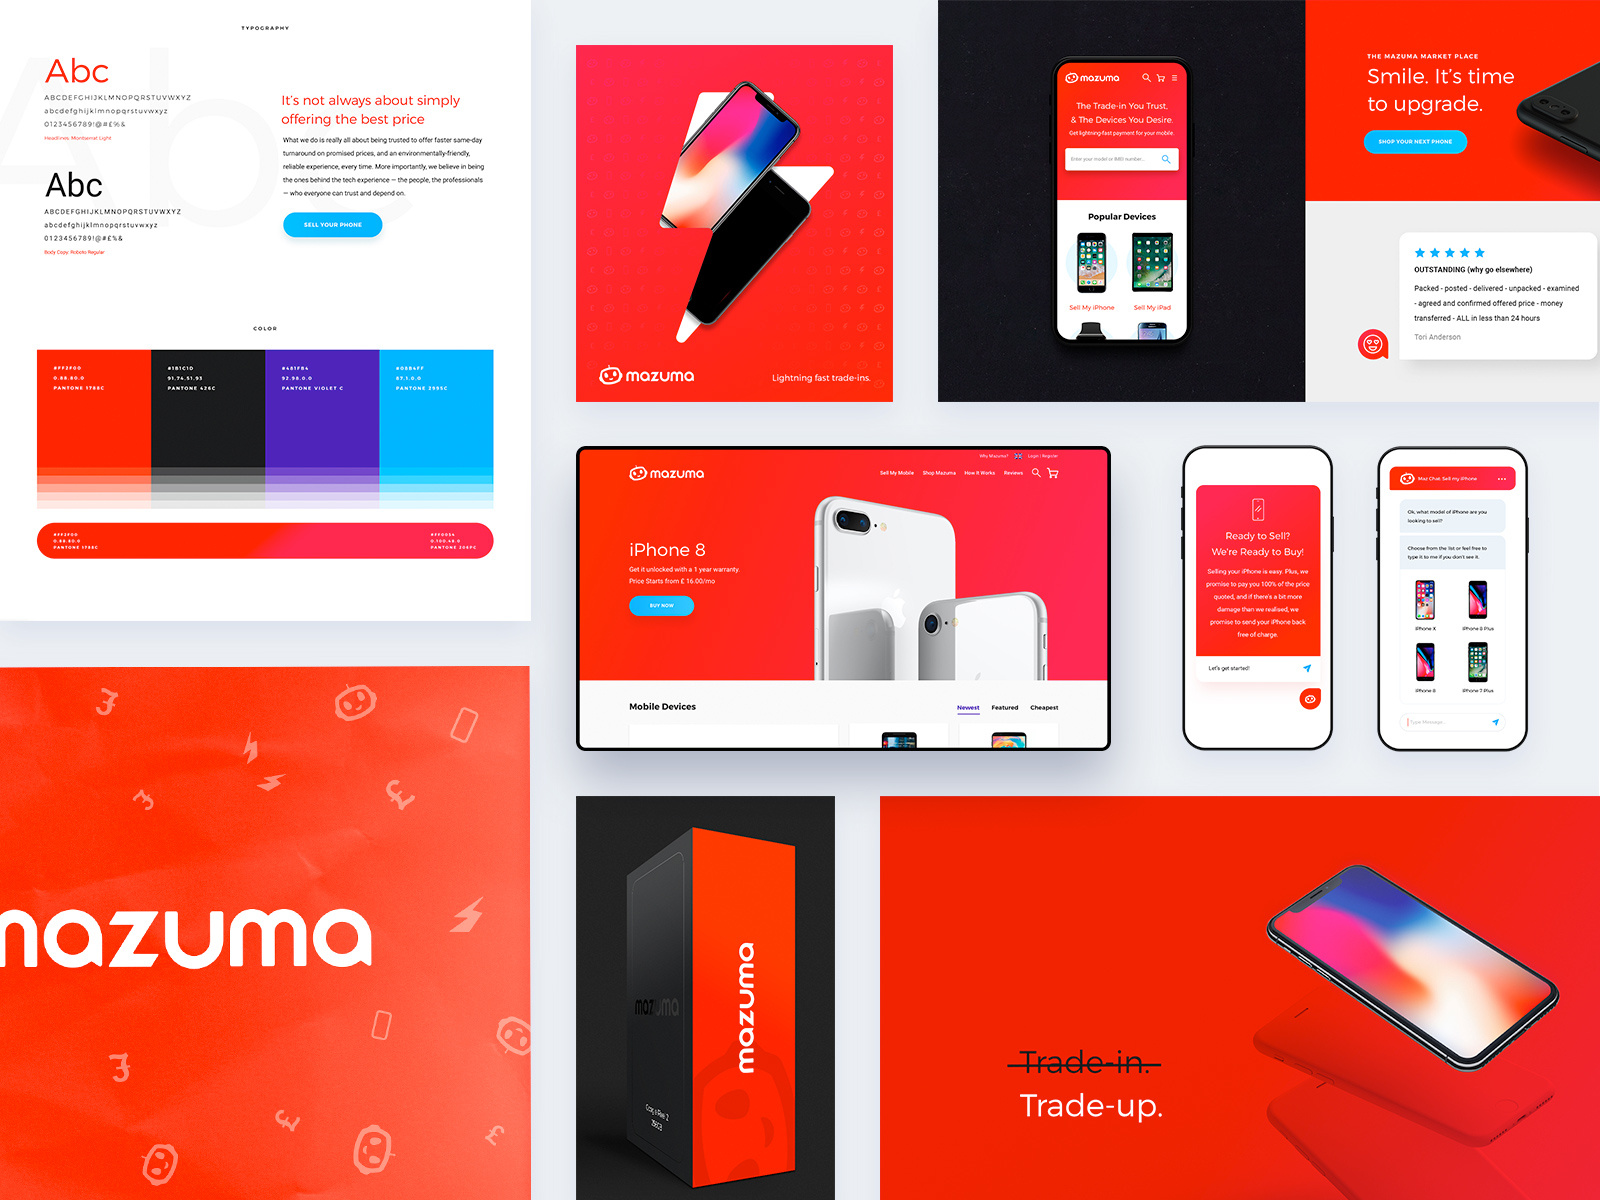 TYPOGRAPHY
Abc
ABCDEFGHIJKLMNOPQRSTUVWXYZ
abcdefghijklmnopqrstuvwxyz
0123456789!@#£%&
Headlines: Montserrat Light
Abc
ABCDEFGHIJKLMNOPQRSTUVWXYZ
abcdefghijklmnopqrstuvwxyz
0123456789!@#£%&
Body Copy: Roboto Regular
Abc
It's not always about simply
offering the best price
What we do is really all about being trusted to offer faster same-day
turnaround on promised prices, and an environmentally-friendly,
reliable experience, every time. More importantly, we believe in being
the ones behind the tech experience — the people, the professionals
— who everyone can trust and depend on.
SELL YOUR PHONE
COLOR
#FF2F00
0.88.80.0
PANTONE 1788C
#1B1C1D
91.74.51.93
PANTONE 426C
#481FB4
92.98.0.0
PANTONE VIOLET C
#00B4FF
87.1.0.0
PANTONE 2995C
#FF2F00
0.88.80.0
PANTONE 1788C
PANTONE 206PC
mazuma
Lightning fast trade-ins.
mazuma
The Trade-in You Trust,
& The Devices You Desire.
Get lightning-fast payment for your mobile.
Enter your model or IMEI number...
Popular Devices
Sell My iPhone
Sell My iPad
THE MAZUMA MARKET PLACE
Smile. It's time
to upgrade.
SHOP YOUR NEXT PHONE
OUTSTANDING (why go elsewhere)
Packed - posted - delivered - unpacked - examined
- agreed and confirmed offered price - money
transferred - ALL in less than 24 hours
Tori Anderson
Why Mazuma?
Login | Register
mazuma
Sell My Mobile
Shop Mazuma
How It Works
Reviews
iPhone 8
Get it unlocked with a 1 year warranty.
Price Starts from £ 16.00/mo
BUY NOW
Mobile Devices
Newest
Featured
Cheapest
Ready to Sell?
We're Ready to Buy!
Selling your iPhone is easy. Plus, we
promise to pay you 100% of the price
quoted, and if there's a bit more
damage than we realised, we
promise to send your iPhone back
free of charge.
Let's get started!
Maz Chat: Sell my iPhone
Ok, what model of iPhone are you
looking to sell?
Choose from the list or feel free to
type it to me if you don't see it.
iPhone X
iPhone 8 Plus
iPhone 8
iPhone 7 Plus
Type Message...
mazuma
mazuma
mazuma
256GB
Trade-in.
Trade-up.